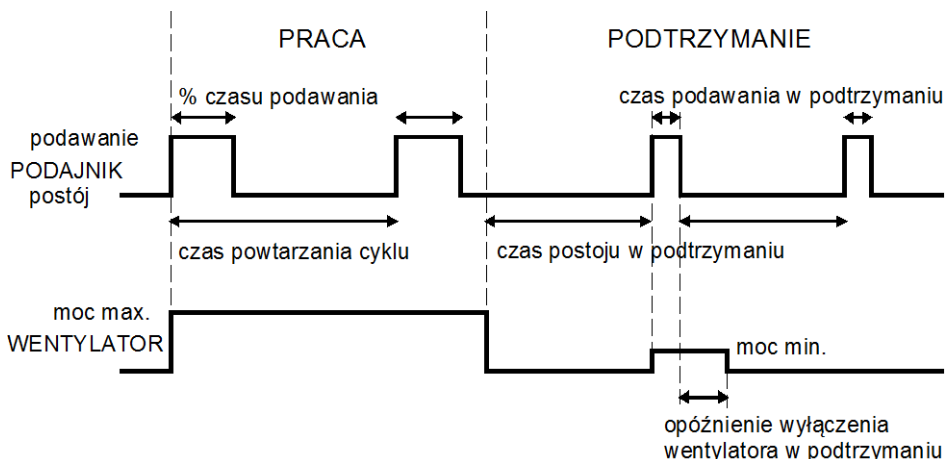 PRACA
PODTRZYMANIE
% czasu podawania
czas podawania w podtrzymaniu
podawanie
PODAJNIK
postój
czas powtarzania cyklu
czas postoju w podtrzymaniu
moc max.
WENTYLATOR
moc min.
opóźnienie wyłączenia
wentylatora w podtrzymaniu